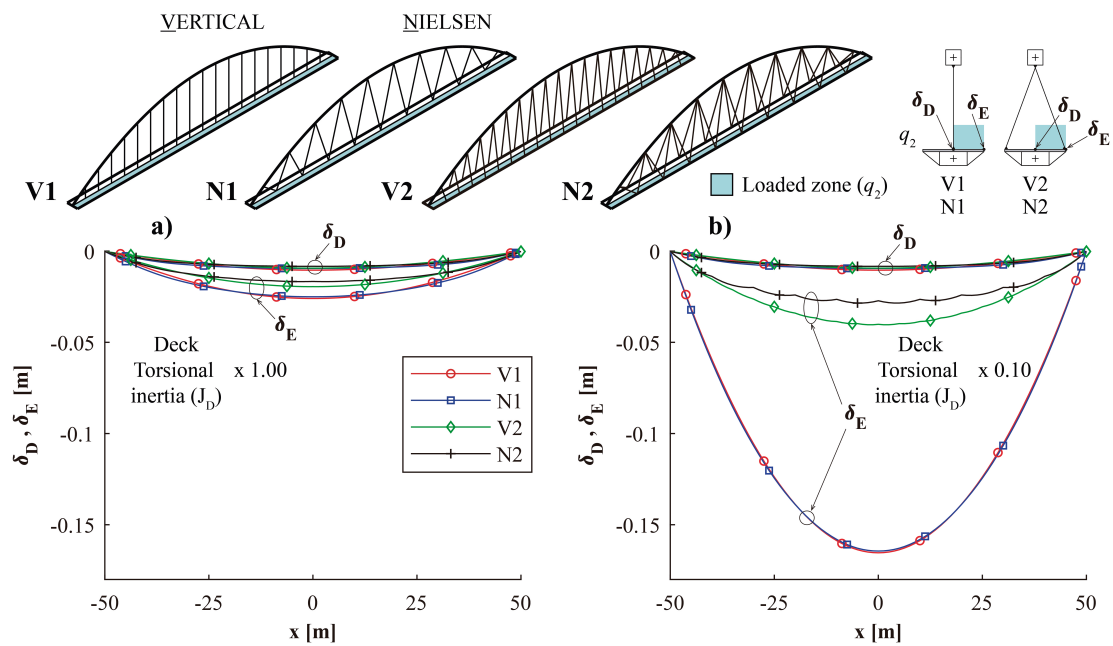 VERTICAL
NIELSEN
V1
N1
V2
N2
Loaded zone (q2)
δD
δE
q2
V1
N1
δD
δE
V2
N2
a)
δD
δE
Deck
Torsional x 1.00
inertia (JD)
V1
N1
V2
N2
0
-0.05
-0.1
-0.15
δD , δE [m]
-50
-25
0
25
50
x [m]
b)
δD
δE
Deck
Torsional x 0.10
inertia (JD)
0
-0.05
-0.1
-0.15
δD , δE [m]
-50
-25
0
25
50
x [m]